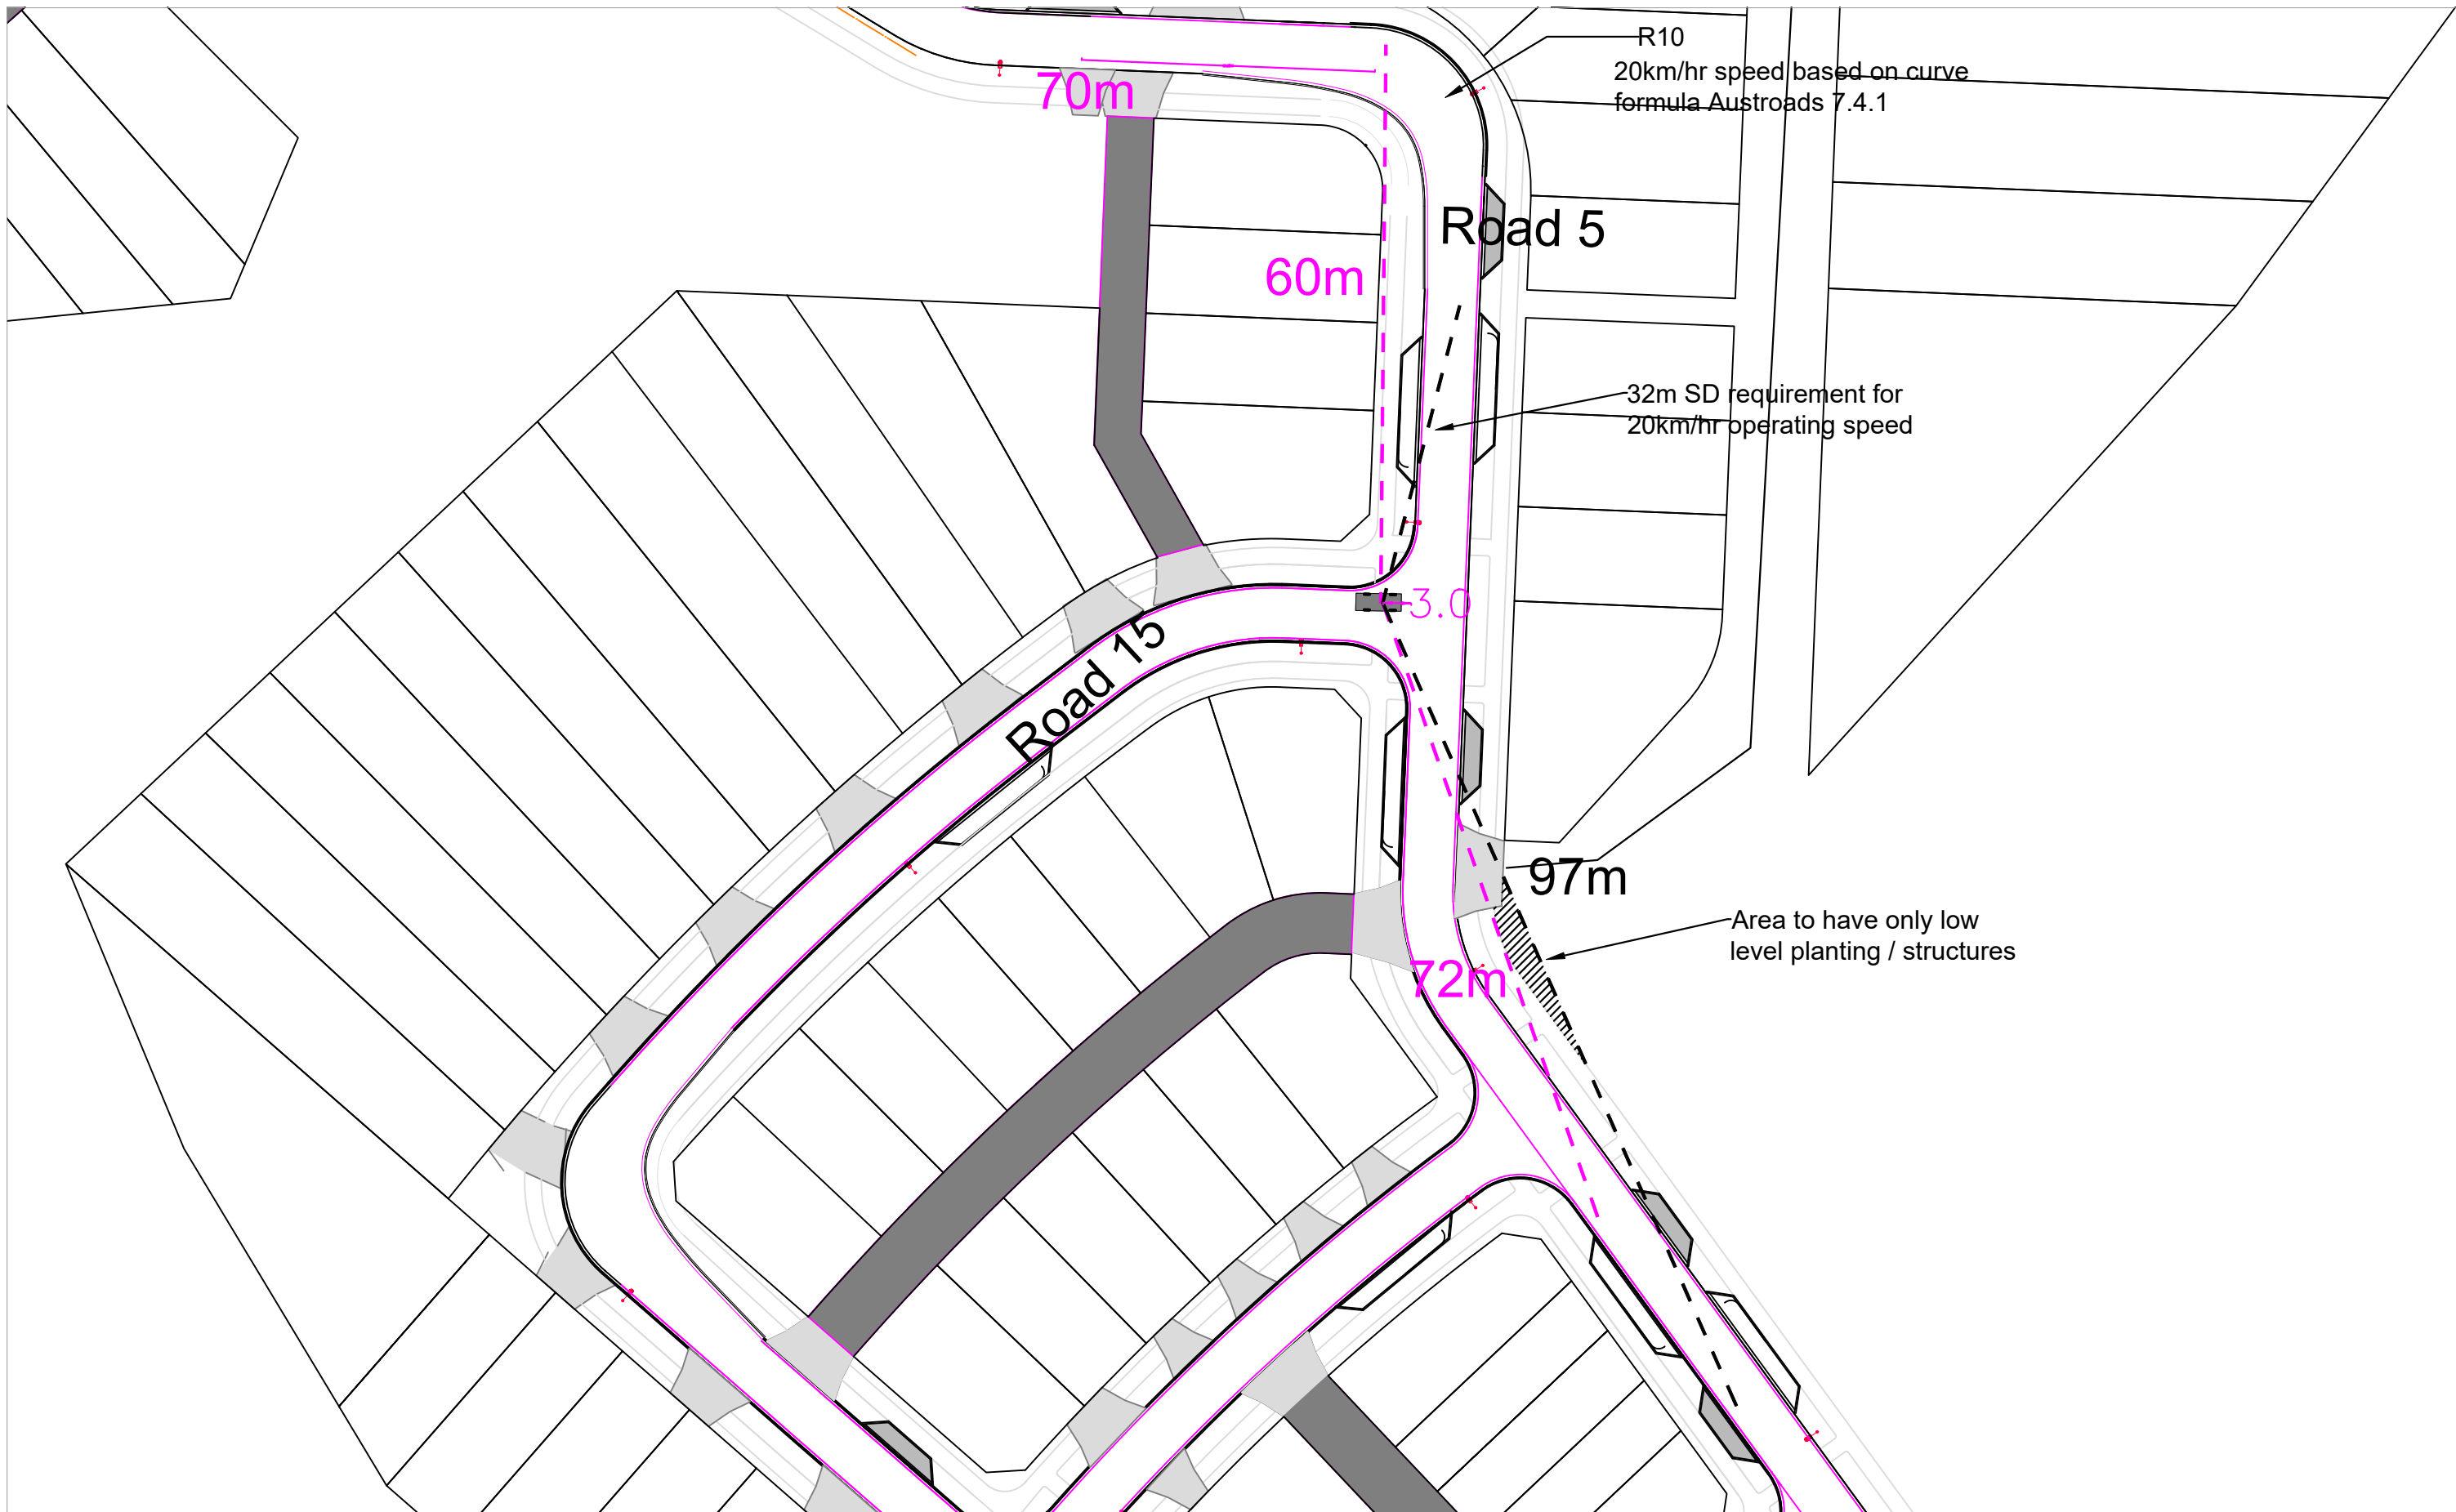 R10
20km/hr speed based on curve
formula Austroads 7.4.1
70m
Road 5
60m
32m SD requirement for
20km/hr operating speed
3.0
Road 15
97m
Area to have only low
level planting / structures
72m